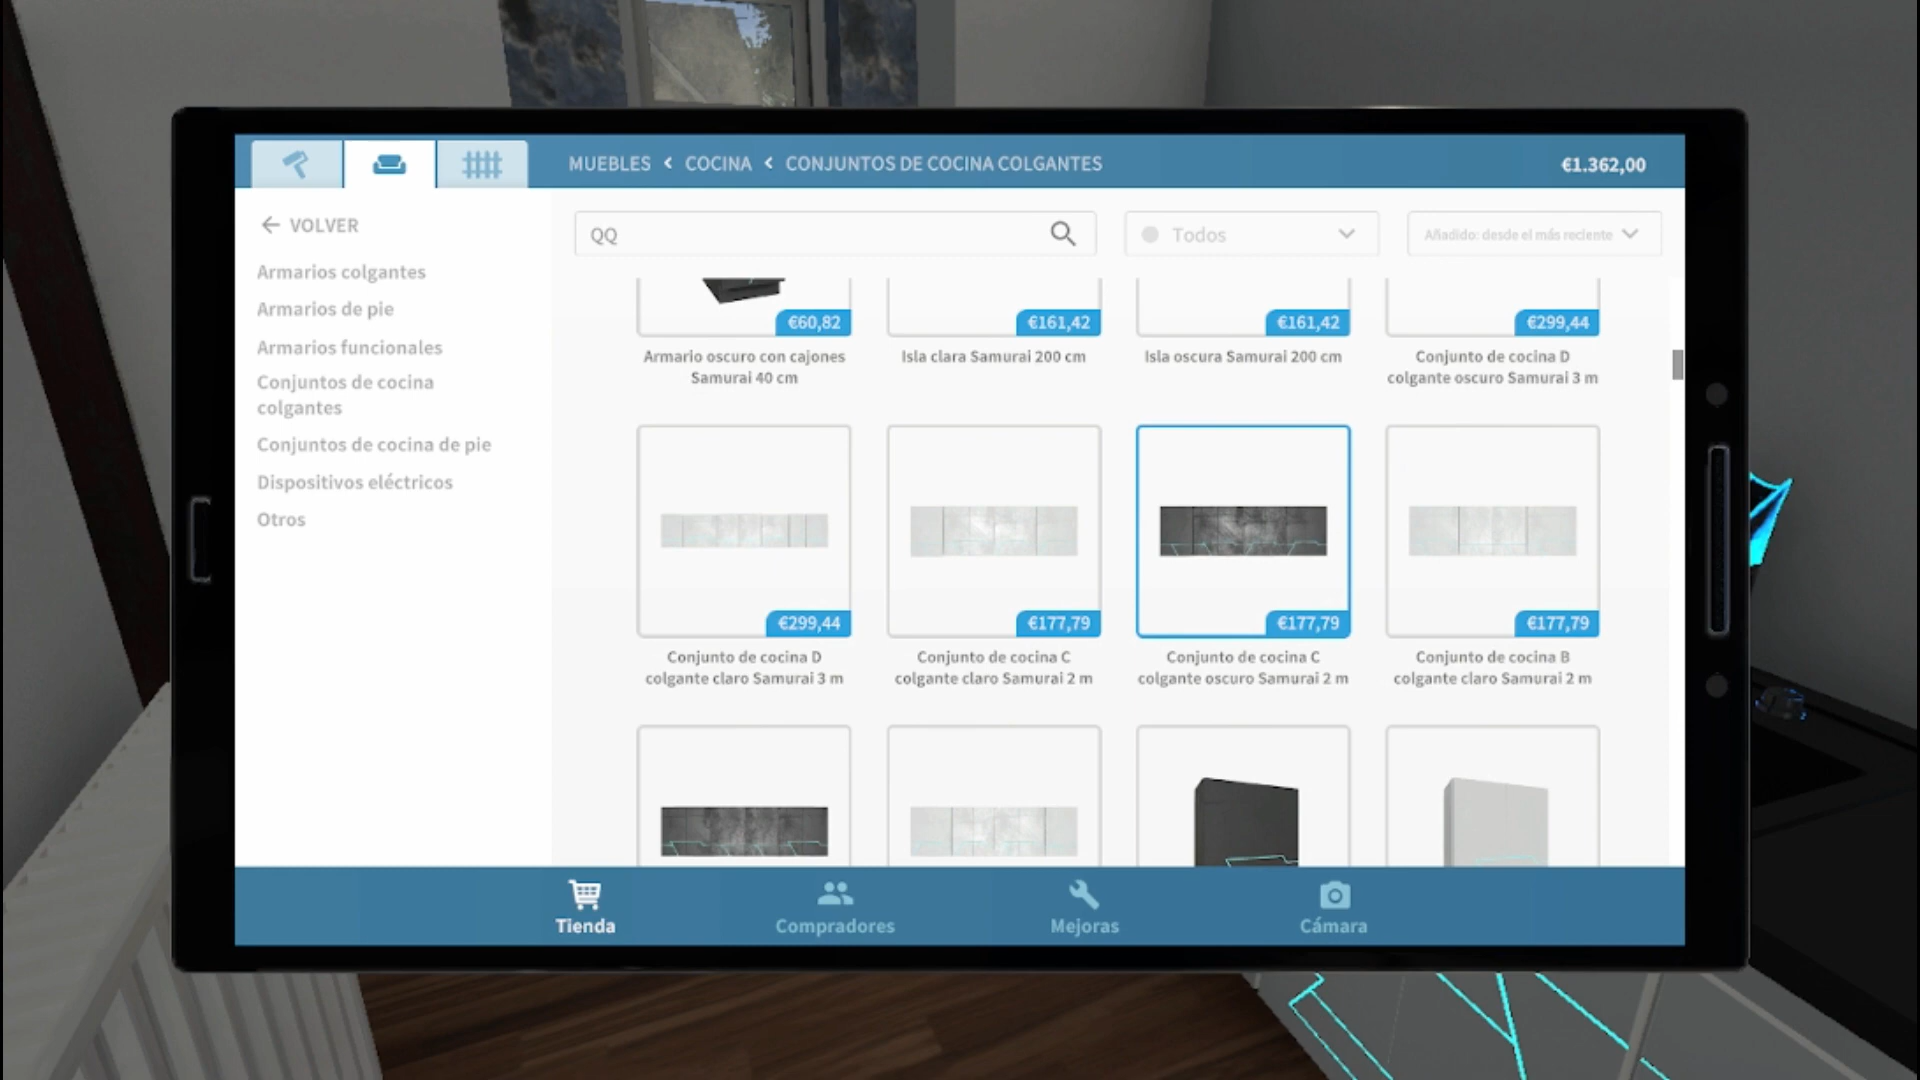 MUEBLES < COCINA < CONJUNTOS DE COCINA COLGANTES
€1.362,00
VOLVER
QQ
Todos
Añadido: desde el más reciente
Armarios colgantes
Armarios de pie
Armarios funcionales
Conjuntos de cocina
colgantes
Conjuntos de cocina de pie
Dispositivos eléctricos
Otros
€60,82
€161,42
€161,42
€299,44
Armario oscuro con cajones
Samurai 40 cm
Isla clara Samurai 200 cm
Isla oscura Samurai 200 cm
Conjunto de cocina D
colgante oscuro Samurai 3 m
€299,44
€177,79
€177,79
€177,79
Conjunto de cocina D
colgante claro Samurai 3 m
Conjunto de cocina C
colgante claro Samurai 2 m
Conjunto de cocina C
colgante oscuro Samurai 2 m
Conjunto de cocina B
colgante claro Samurai 2 m
Tienda
Compradores
Mejoras
Cámara